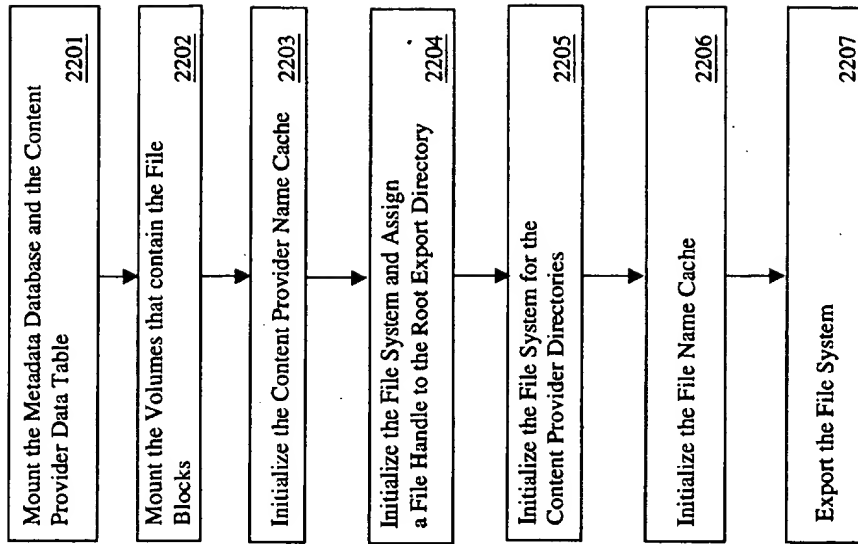 Mount the Metadata Database and the Content
Provider Data Table
2201
Mount the Volumes that contain the File
Blocks
2202
Initialize the Content Provider Name Cache
2203
Initialize the File System and Assign
a File Handle to the Root Export Directory
2204
Initialize the File System for the
Content Provider Directories
2205
Initialize the File Name Cache
2206
Export the File System
2207